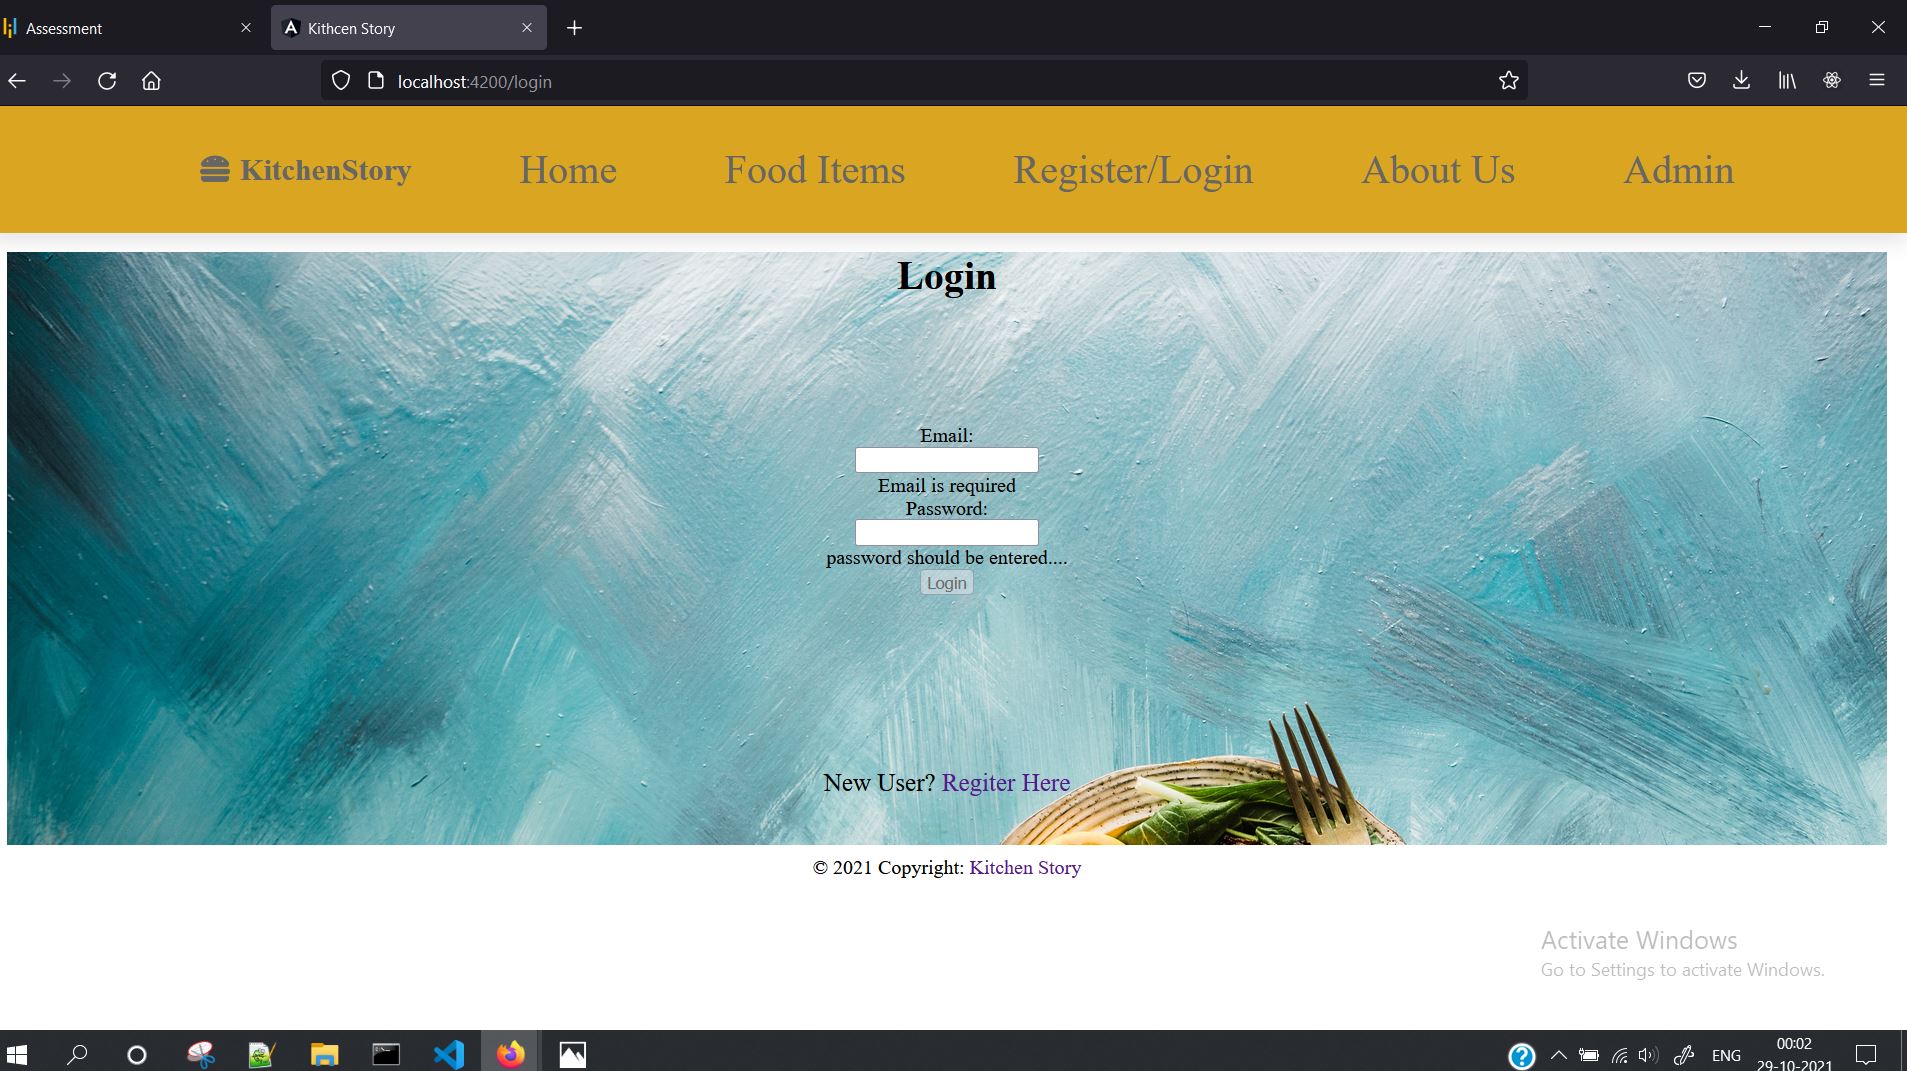 Assessment
Kithcen Story
localhost:4200/login
KitchenStory
Home
Food Items
Register/Login
About Us
Admin
Login
Email:
Email is required
Password:
password should be entered....
Login
New User? Regiter Here
© 2021 Copyright: Kitchen Story
Activate Windows
Go to Settings to activate Windows.
ENG
00:02
29-10-2021